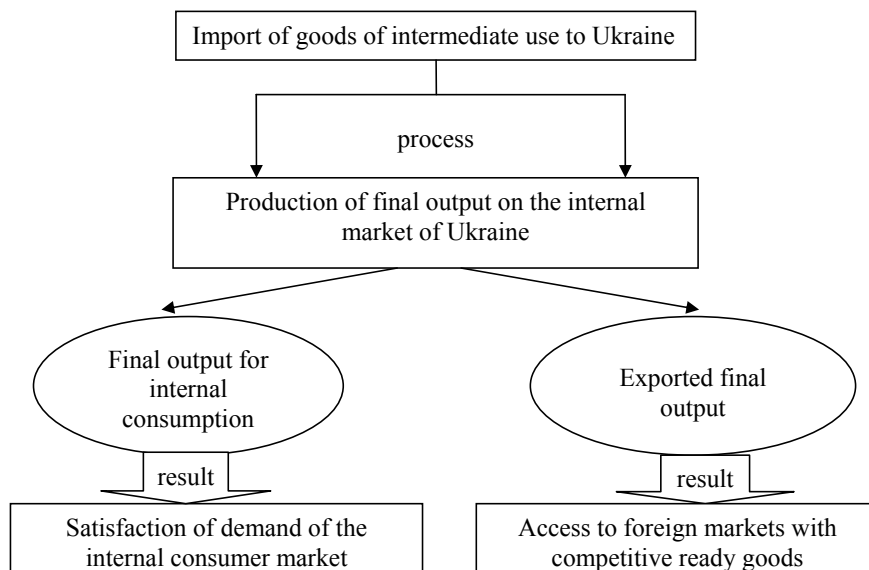 Import of goods of intermediate use to Ukraine
process
Production of final output on the internal
market of Ukraine
Final output for
internal
consumption
Exported final
output
result
result
Satisfaction of demand of the
internal consumer market
Access to foreign markets with
competitive ready goods